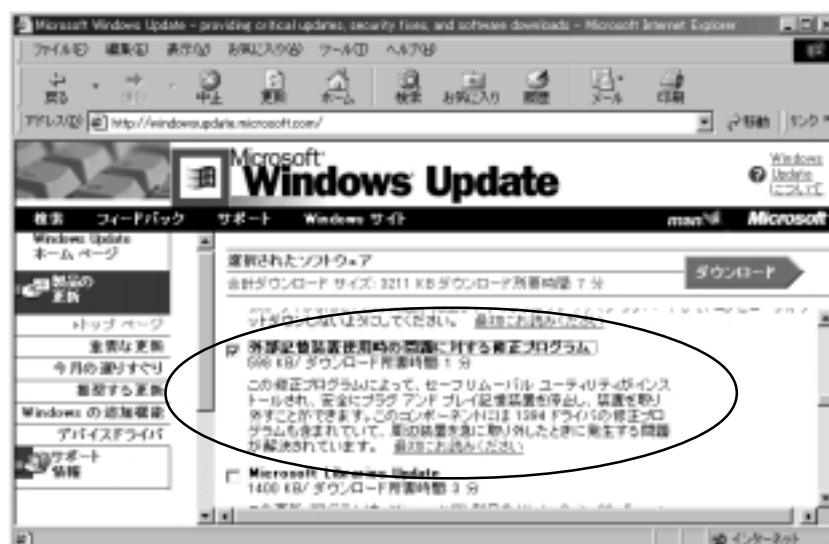 Microsoft Windows Update - providing critical updates, security fixes, and software downloads - Microsoft Internet Explorer
ファイル(F) 編集(E) 表示(V) お気に入り(A) ツール(T) ヘルプ(H)
戻る 中止 更新 ホーム 検索 お気に入り 履歴 メール 印刷
アドレス(D) http://windowsupdate.microsoft.com/ 移動 リンク
Microsoft
Windows Update
Windows
Update
について
検索 フィードバック サポート Windows サイト msn Microsoft
Windows Update
ホーム ページ
製品の
更新
トップ ページ
重要な更新
今月の選りすぐり
推奨する更新
Windows の追加機能
デバイスドライバ
サポート
情報
選択されたソフトウェア
合計ダウンロード サイズ: 3211 KB ダウンロード所要時間 7 分
ダウンロード
ットダウンしないようにしてください。 最初にお読みください
外部記憶装置使用時の問題に対する修正プログラム
598 KB/ ダウンロード所要時間 1 分
この修正プログラムによって、セーフリムーバル ユーティリティがインス
トールされ、安全にプラグ アンド プレイ記憶装置を停止し、装置を取り
外すことができます。このコンポーネントには 1394 ドライバの修正プロ
グラムも含まれていて、周辺装置を急に取り外したときに発生する問題
が解決されています。 最初にお読みください
Microsoft Libraries Update
1400 KB/ ダウンロード所要時間 3 分
インターネット